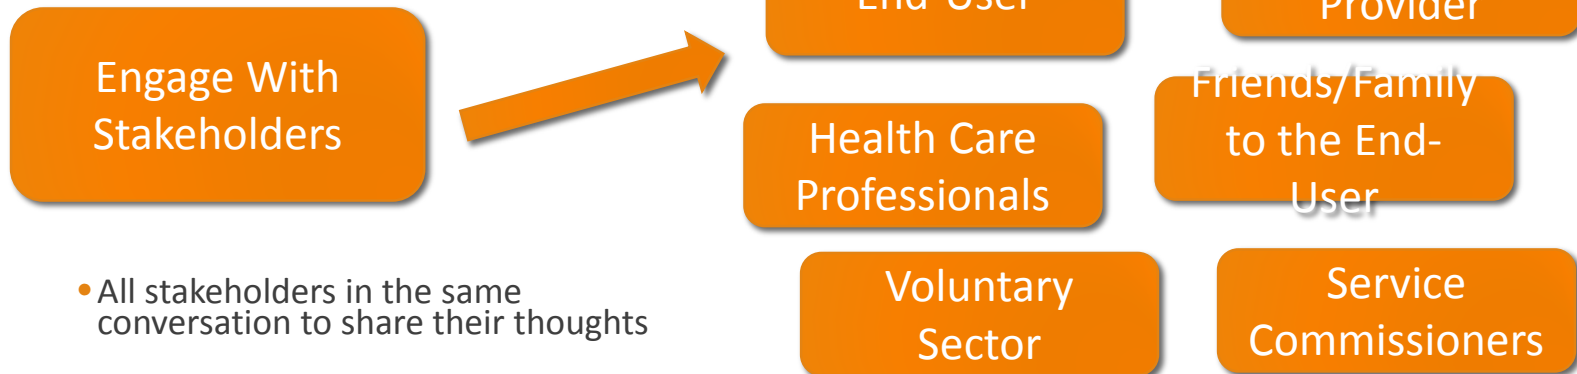 End-User
Provider
Engage With
Stakeholders
Friends/Family
to the End-
User
Health Care
Professionals
• All stakeholders in the same
conversation to share their thoughts
Voluntary
Sector
Service
Commissioners